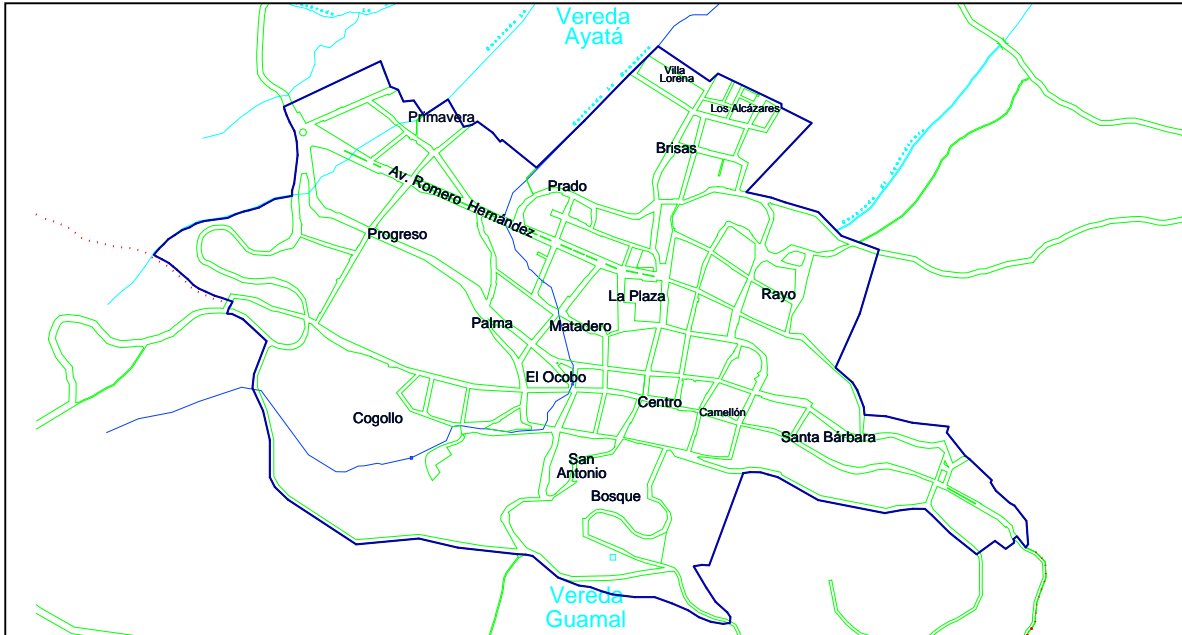 Vereda
Ayatá
Villa
Lorena
Los Alcázares
Primavera
Brisas
Av. Romero Hernández
Prado
Progreso
La Plaza
Rayo
Palma
Matadero
El Ocobo
Centro
Camellón
Cogollo
Santa Bárbara
San
Antonio
Bosque
Vereda
Guamal